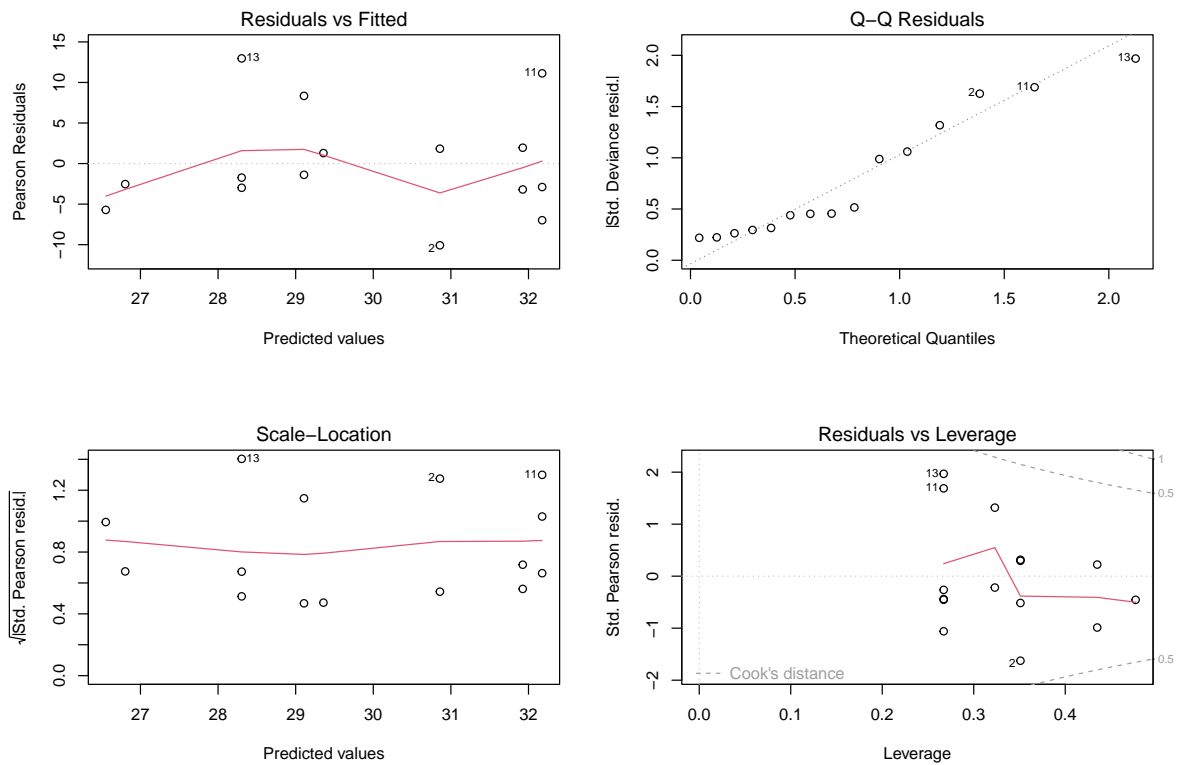 Residuals vs Fitted
Pearson Residuals
15
10
5
0
−5
−10
13
11
2
27 28 29 30 31 32
Predicted values
Q−Q Residuals
|Std. Deviance resid.|
2.0
1.5
1.0
0.5
0.0
13
11
2
0.0 0.5 1.0 1.5 2.0
Theoretical Quantiles
Scale−Location
√|Std. Pearson resid.|
1.2
0.8
0.4
0.0
13
2
11
27 28 29 30 31 32
Predicted values
Residuals vs Leverage
Std. Pearson resid.
2
1
0
−1
−2
13
11
2
1
0.5
0.5
Cook's distance
0.0 0.1 0.2 0.3 0.4
Leverage